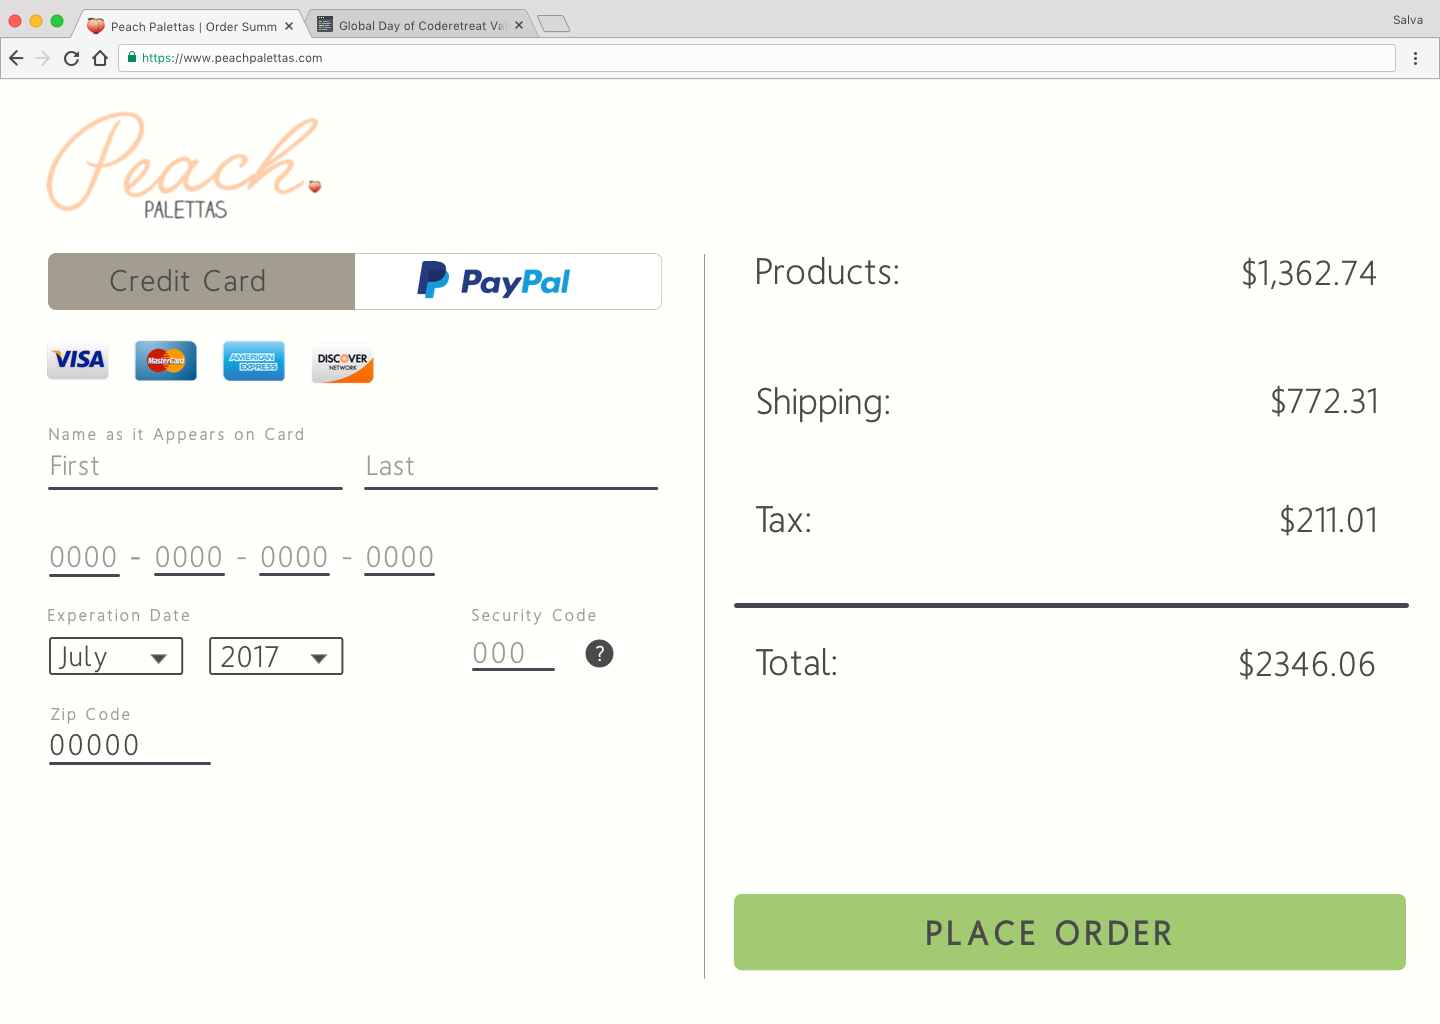 Peach Palettas | Order Summ
Global Day of Coderetreat Val
Salva
https://www.peachpalettas.com
Peach
PALETTAS
Credit Card
PayPal
VISA
MasterCard
AMERICAN
EXPRESS
DISCOVER
NETWORK
Name as it Appears on Card
First
Last
0000 - 0000 - 0000 - 0000
Experation Date
Security Code
July
2017
000
?
Zip Code
00000
Products: $1,362.74
Shipping: $772.31
Tax: $211.01
Total: $2346.06
PLACE ORDER